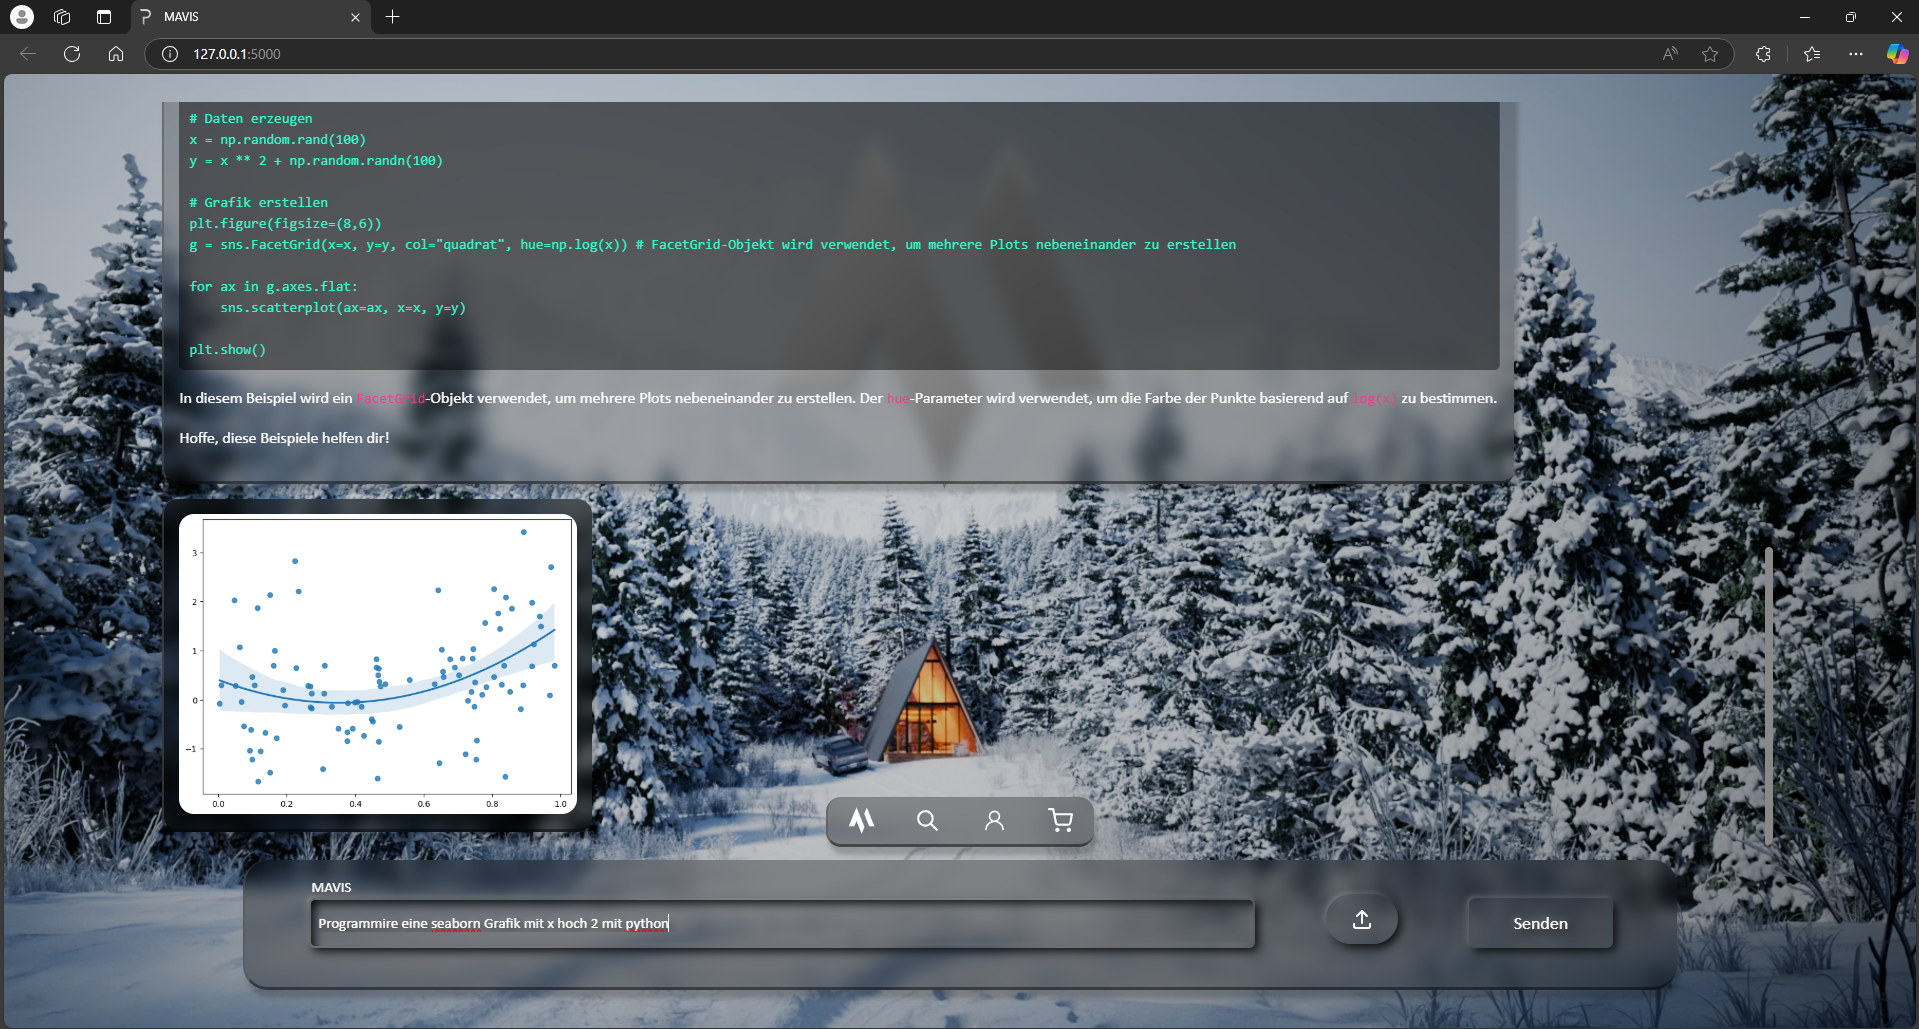 MAVIS
127.0.0.1:5000
# Daten erzeugen
x = np.random.rand(100)
y = x ** 2 + np.random.randn(100)
# Grafik erstellen
plt.figure(figsize=(8,6))
g = sns.FacetGrid(x=x, y=y, col="quadrat", hue=np.log(x)) # FacetGrid-Objekt wird verwendet, um mehrere Plots nebeneinander zu erstellen
for ax in g.axes.flat:
sns.scatterplot(ax=ax, x=x, y=y)
plt.show()
In diesem Beispiel wird ein FacetGrid-Objekt verwendet, um mehrere Plots nebeneinander zu erstellen. Der hue-Parameter wird verwendet, um die Farbe der Punkte basierend auf log(x) zu bestimmen.
Hoffe, diese Beispiele helfen dir!
3
2
1
0
−1
0.0 0.2 0.4 0.6 0.8 1.0
MAVIS
Programmire eine seaborn Grafik mit x hoch 2 mit python
Senden